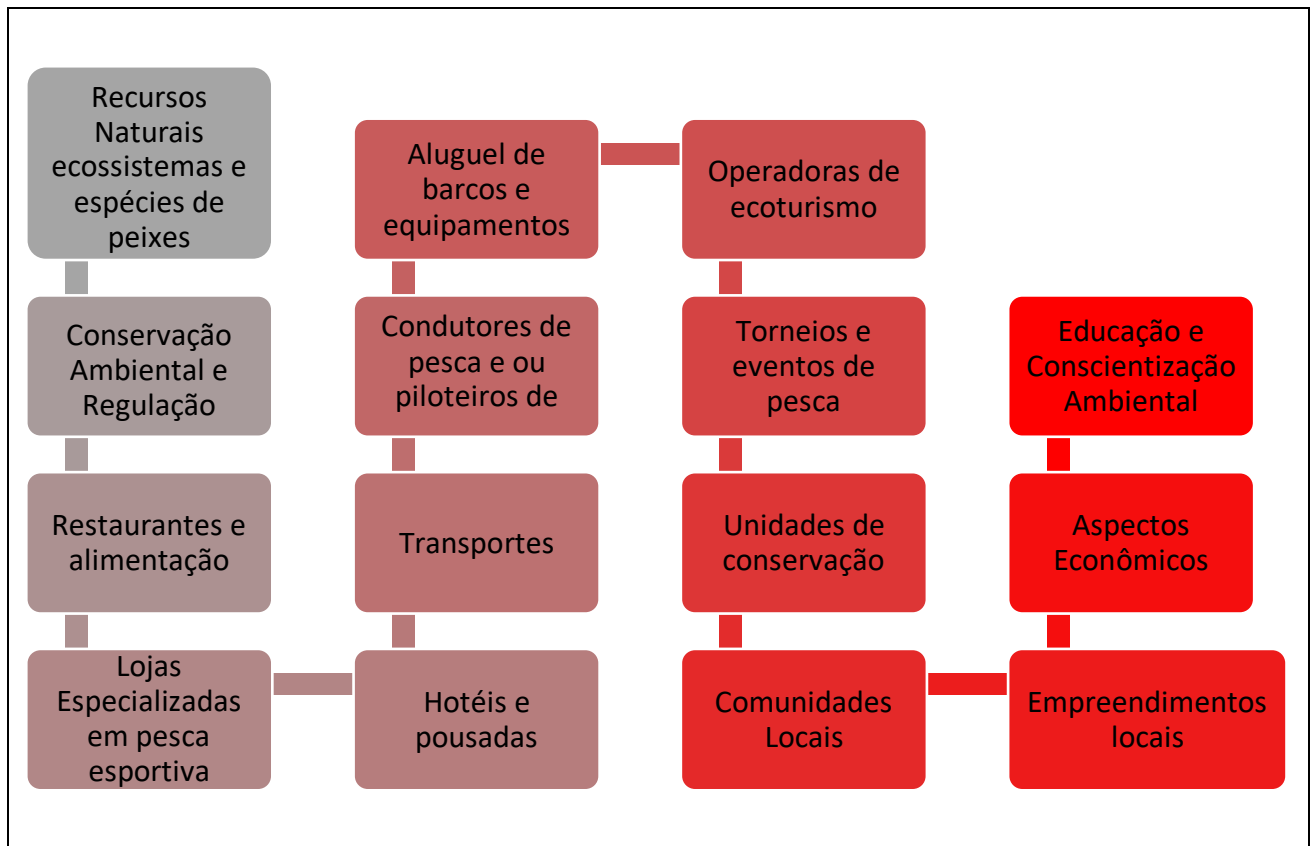 Recursos
Naturais
ecossistemas e
espécies de
peixes
Conservação
Ambiental e
Regulação
Restaurantes e
alimentação
Lojas
Especializadas
em pesca
esportiva
Hotéis e
pousadas
Transportes
Condutores de
pesca e ou
piloteiros de
Aluguel de
barcos e
equipamentos
Operadoras de
ecoturismo
Torneios e
eventos de
pesca
Unidades de
conservação
Comunidades
Locais
Empreendimentos
locais
Aspectos
Econômicos
Educação e
Conscientização
Ambiental